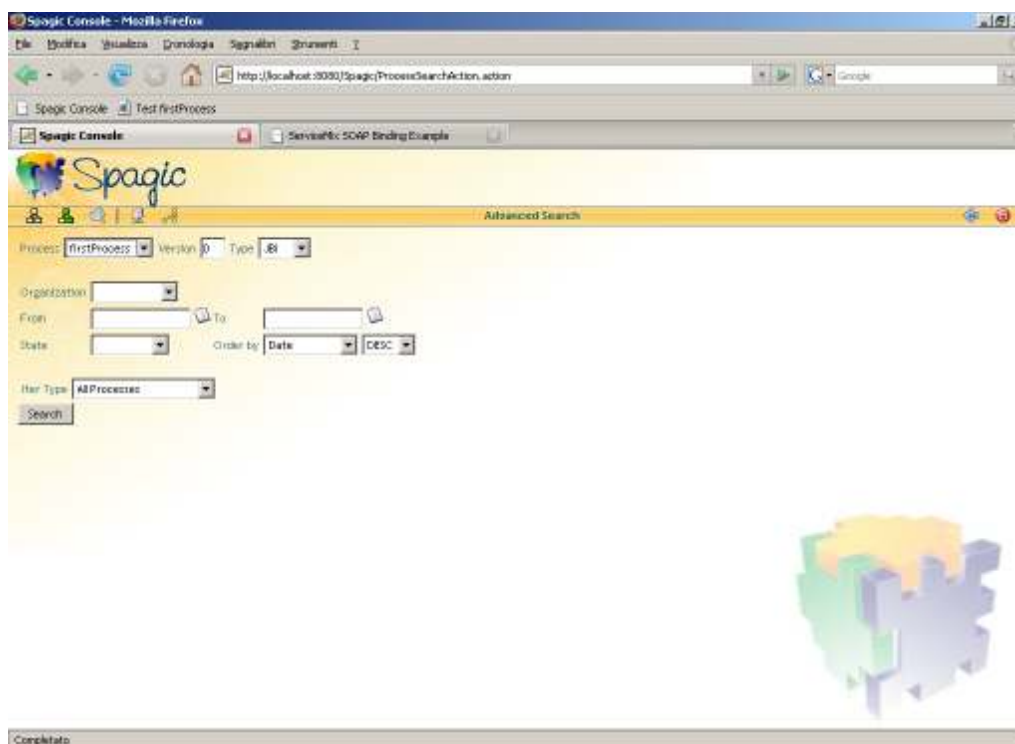 Spagic Console - Mozilla Firefox
File Modifica Visualizza Cronologia Segnalibri Strumenti ?
http://localhost:8080/Spagic/ProcessSearchAction.action
Google
Spagic Console Test firstProcess
Spagic Console ServiceMix SOAP Binding Example
Spagic
Advanced Search
Process firstProcess Version 0 Type JBI
Organization
From To
State Order by Date DESC
Iter Type All Processes
Search
Completato